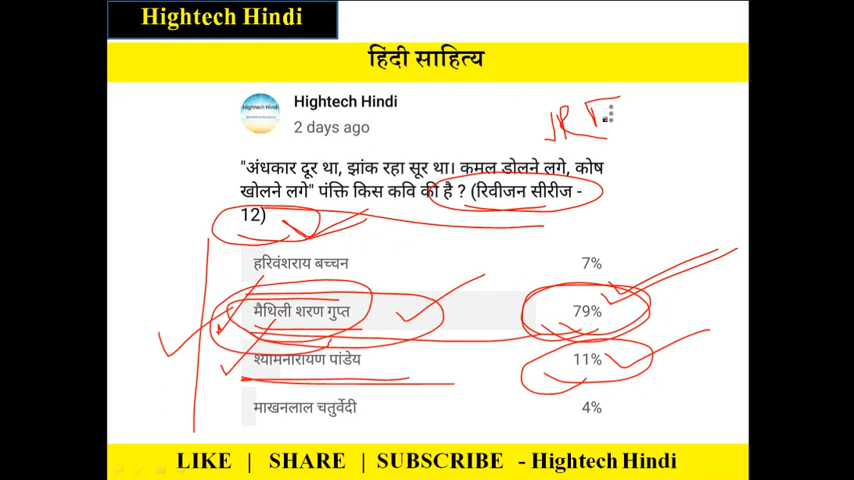 Hightech Hindi
हिंदी साहित्य
Hightech Hindi
2 days ago
JRF
"अंधकार दूर था, झांक रहा सूर था। कमल डोलने लगे, कोष
खोलने लगे" पंक्ति किस कवि की है ? (रिवीजन सीरीज -
12)
हरिवंशराय बच्चन 7%
मैथिली शरण गुप्त 79%
श्यामनारायण पांडेय 11%
माखनलाल चतुर्वेदी 4%
LIKE | SHARE | SUBSCRIBE - Hightech Hindi